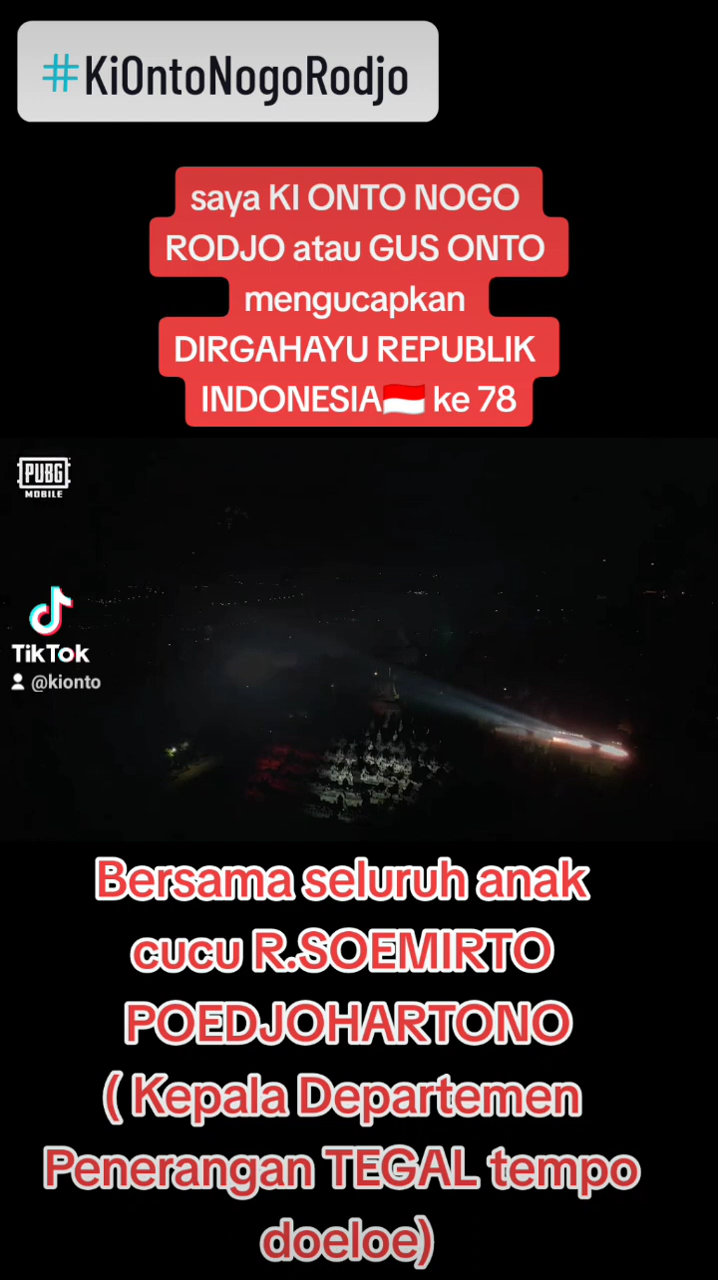 #KiOntoNogoRodjo
saya KI ONTO NOGO
RODJO atau GUS ONTO
mengucapkan
DIRGAHAYU REPUBLIK
INDONESIA🇮🇩 ke 78
PUBG
MOBILE
TikTok
@kionto
Bersama seluruh anak
cucu R.SOEMIRTO
POEDJOHARTONO
( Kepala Departemen
Penerangan TEGAL tempo
doeloe)